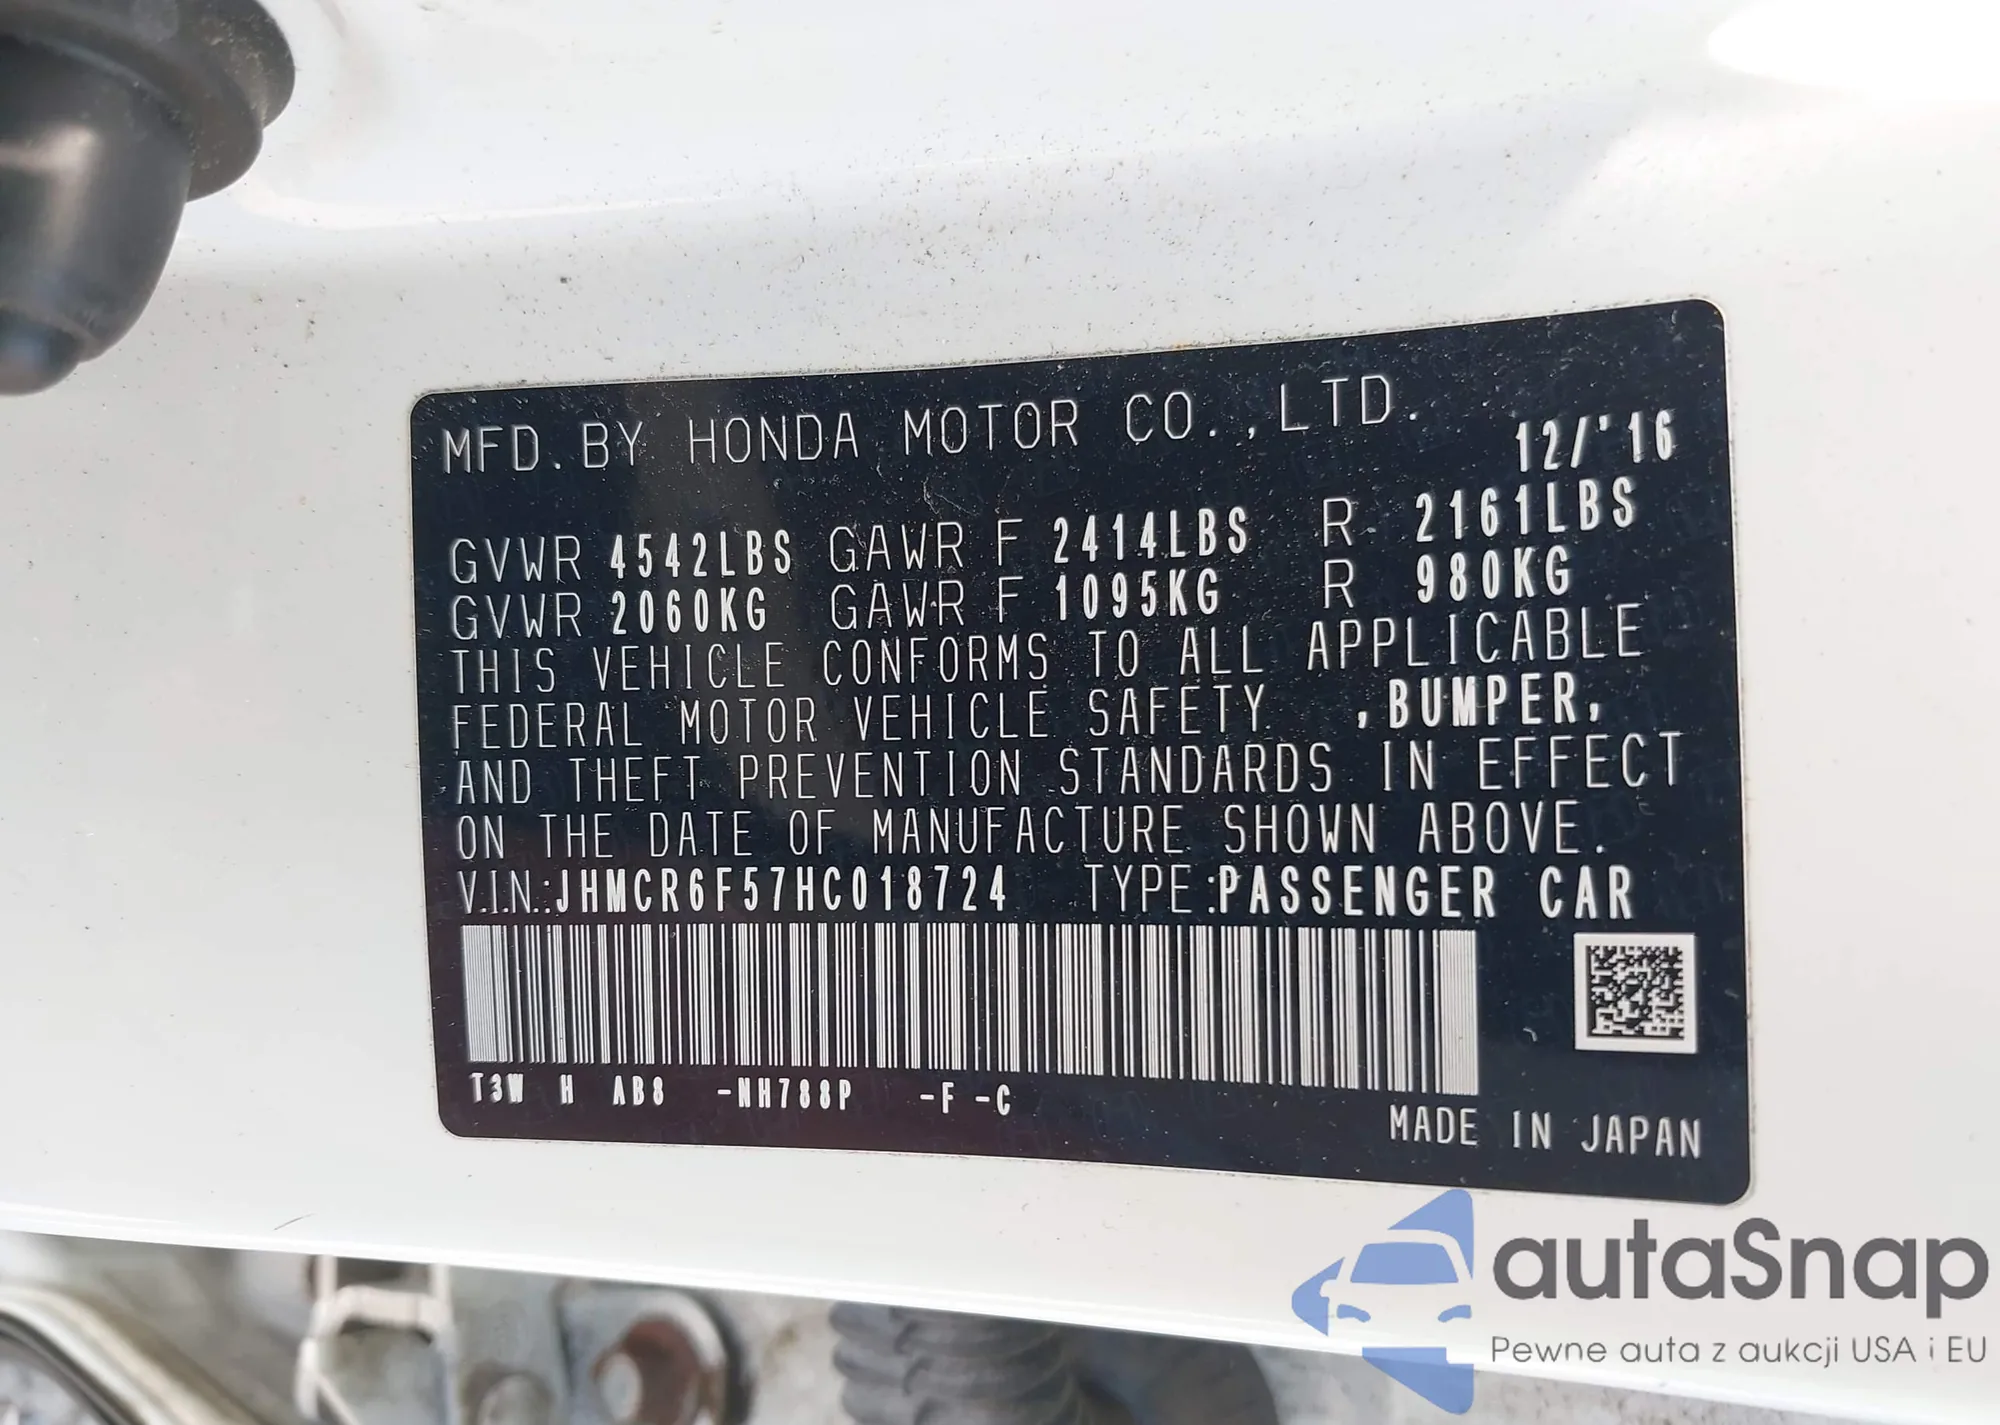 MFD. BY HONDA MOTOR CO., LTD.
12/'16
GVWR 4542LBS GAWR F 2414LBS R 2161LBS
GVWR 2060KG GAWR F 1095KG R 980KG
THIS VEHICLE CONFORMS TO ALL APPLICABLE
FEDERAL MOTOR VEHICLE SAFETY ,BUMPER,
AND THEFT PREVENTION STANDARDS IN EFFECT
ON THE DATE OF MANUFACTURE SHOWN ABOVE.
V.I.N.:JHMCR6F57HC018724 TYPE:PASSENGER CAR
T3W H AB8 -NH788P -F -C
MADE IN JAPAN
autaSnap
Pewne auta z aukcji USA i EU